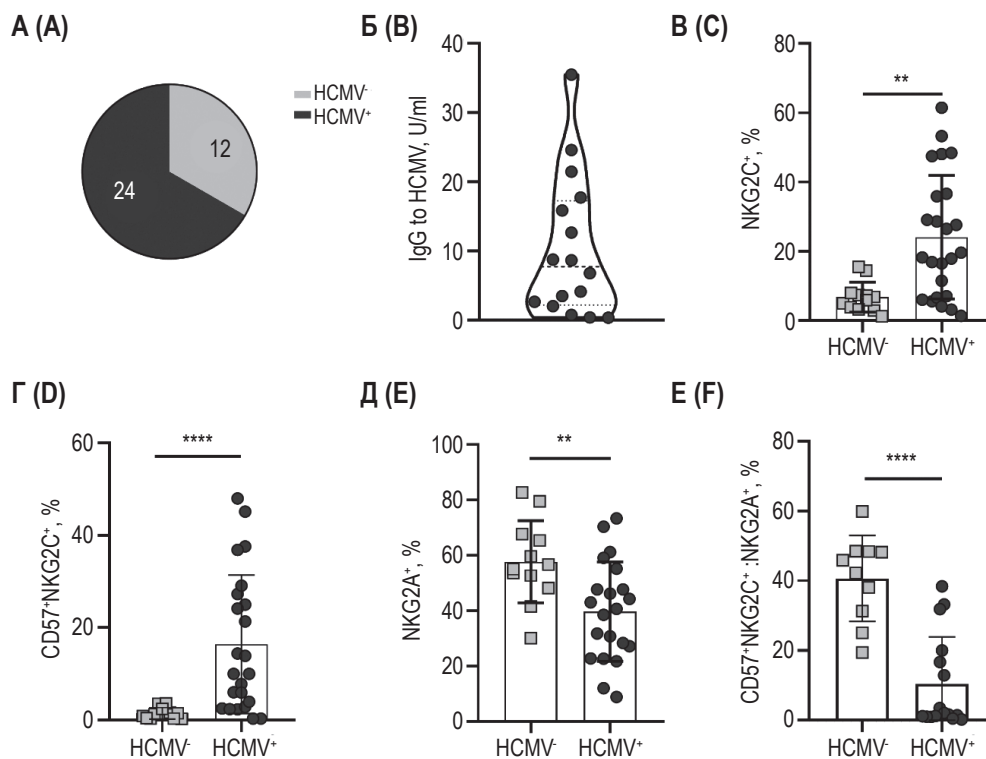 А (A)
12
24
HCMV⁻
HCMV⁺
Б (B)
IgG to HCMV, U/ml
40
30
20
10
0
В (C)
NKG2C⁺, %
80
60
40
20
0
**
HCMV⁻ HCMV⁺
Г (D)
CD57⁺NKG2C⁺, %
60
40
20
0
****
HCMV⁻ HCMV⁺
Д (E)
NKG2A⁺, %
100
80
60
40
20
0
**
HCMV⁻ HCMV⁺
Е (F)
CD57⁺NKG2C⁺ :NKG2A⁺, %
80
60
40
20
0
****
HCMV⁻ HCMV⁺